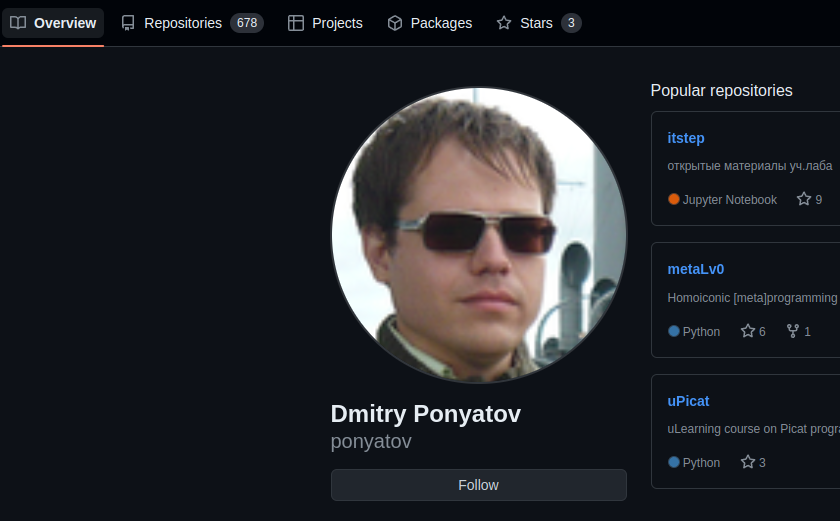 Overview Repositories 678 Projects Packages Stars 3
Dmitry Ponyatov
ponyatov
Follow
Popular repositories
itstep
открытые материалы уч.лаба
Jupyter Notebook 9
metaLv0
Homoiconic [meta]programming
Python 6 1
uPicat
uLearning course on Picat
Python 3